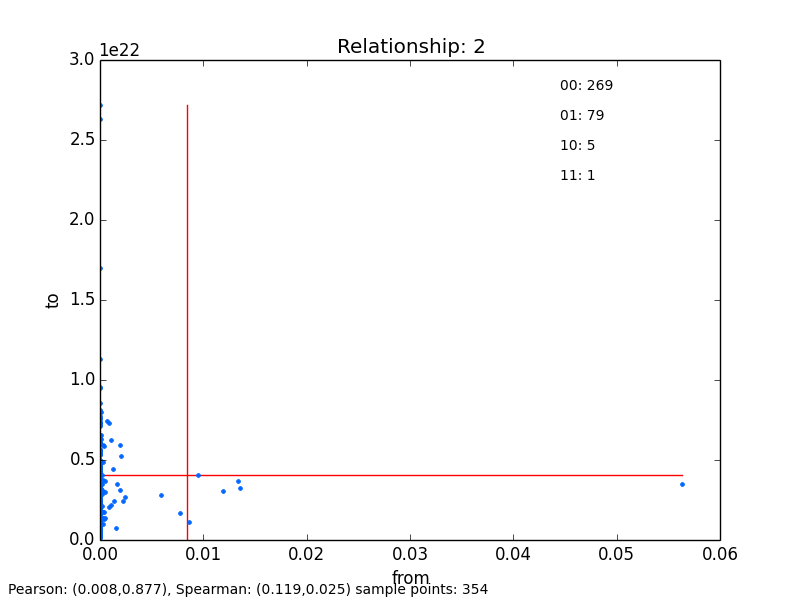 Relationship: 2
1e22
3.0
2.5
2.0
1.5
1.0
0.5
0.0
to
00: 269
01: 79
10: 5
11: 1
0.00 0.01 0.02 0.03 0.04 0.05 0.06
from
Pearson: (0.008,0.877), Spearman: (0.119,0.025) sample points: 354